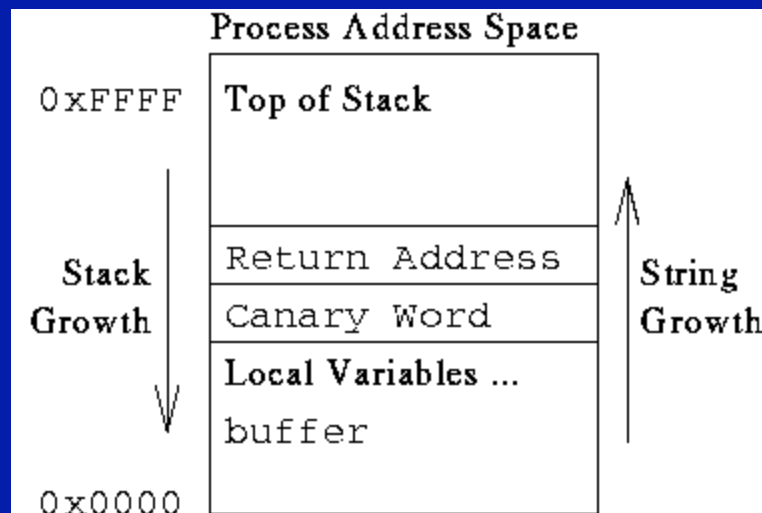 Process Address Space
0xFFFF
Top of Stack
Stack
Growth
Return Address
Canary Word
Local Variables ...
buffer
String
Growth
0x0000